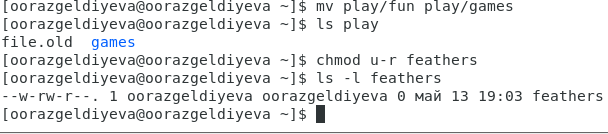 [oorazgeldiyeva@oorazgeldiyeva ~]$ mv play/fun play/games
[oorazgeldiyeva@oorazgeldiyeva ~]$ ls play
file.old  games
[oorazgeldiyeva@oorazgeldiyeva ~]$ chmod u-r feathers
[oorazgeldiyeva@oorazgeldiyeva ~]$ ls -l feathers
--w-rw-r--. 1 oorazgeldiyeva oorazgeldiyeva 0 май 13 19:03 feathers
[oorazgeldiyeva@oorazgeldiyeva ~]$